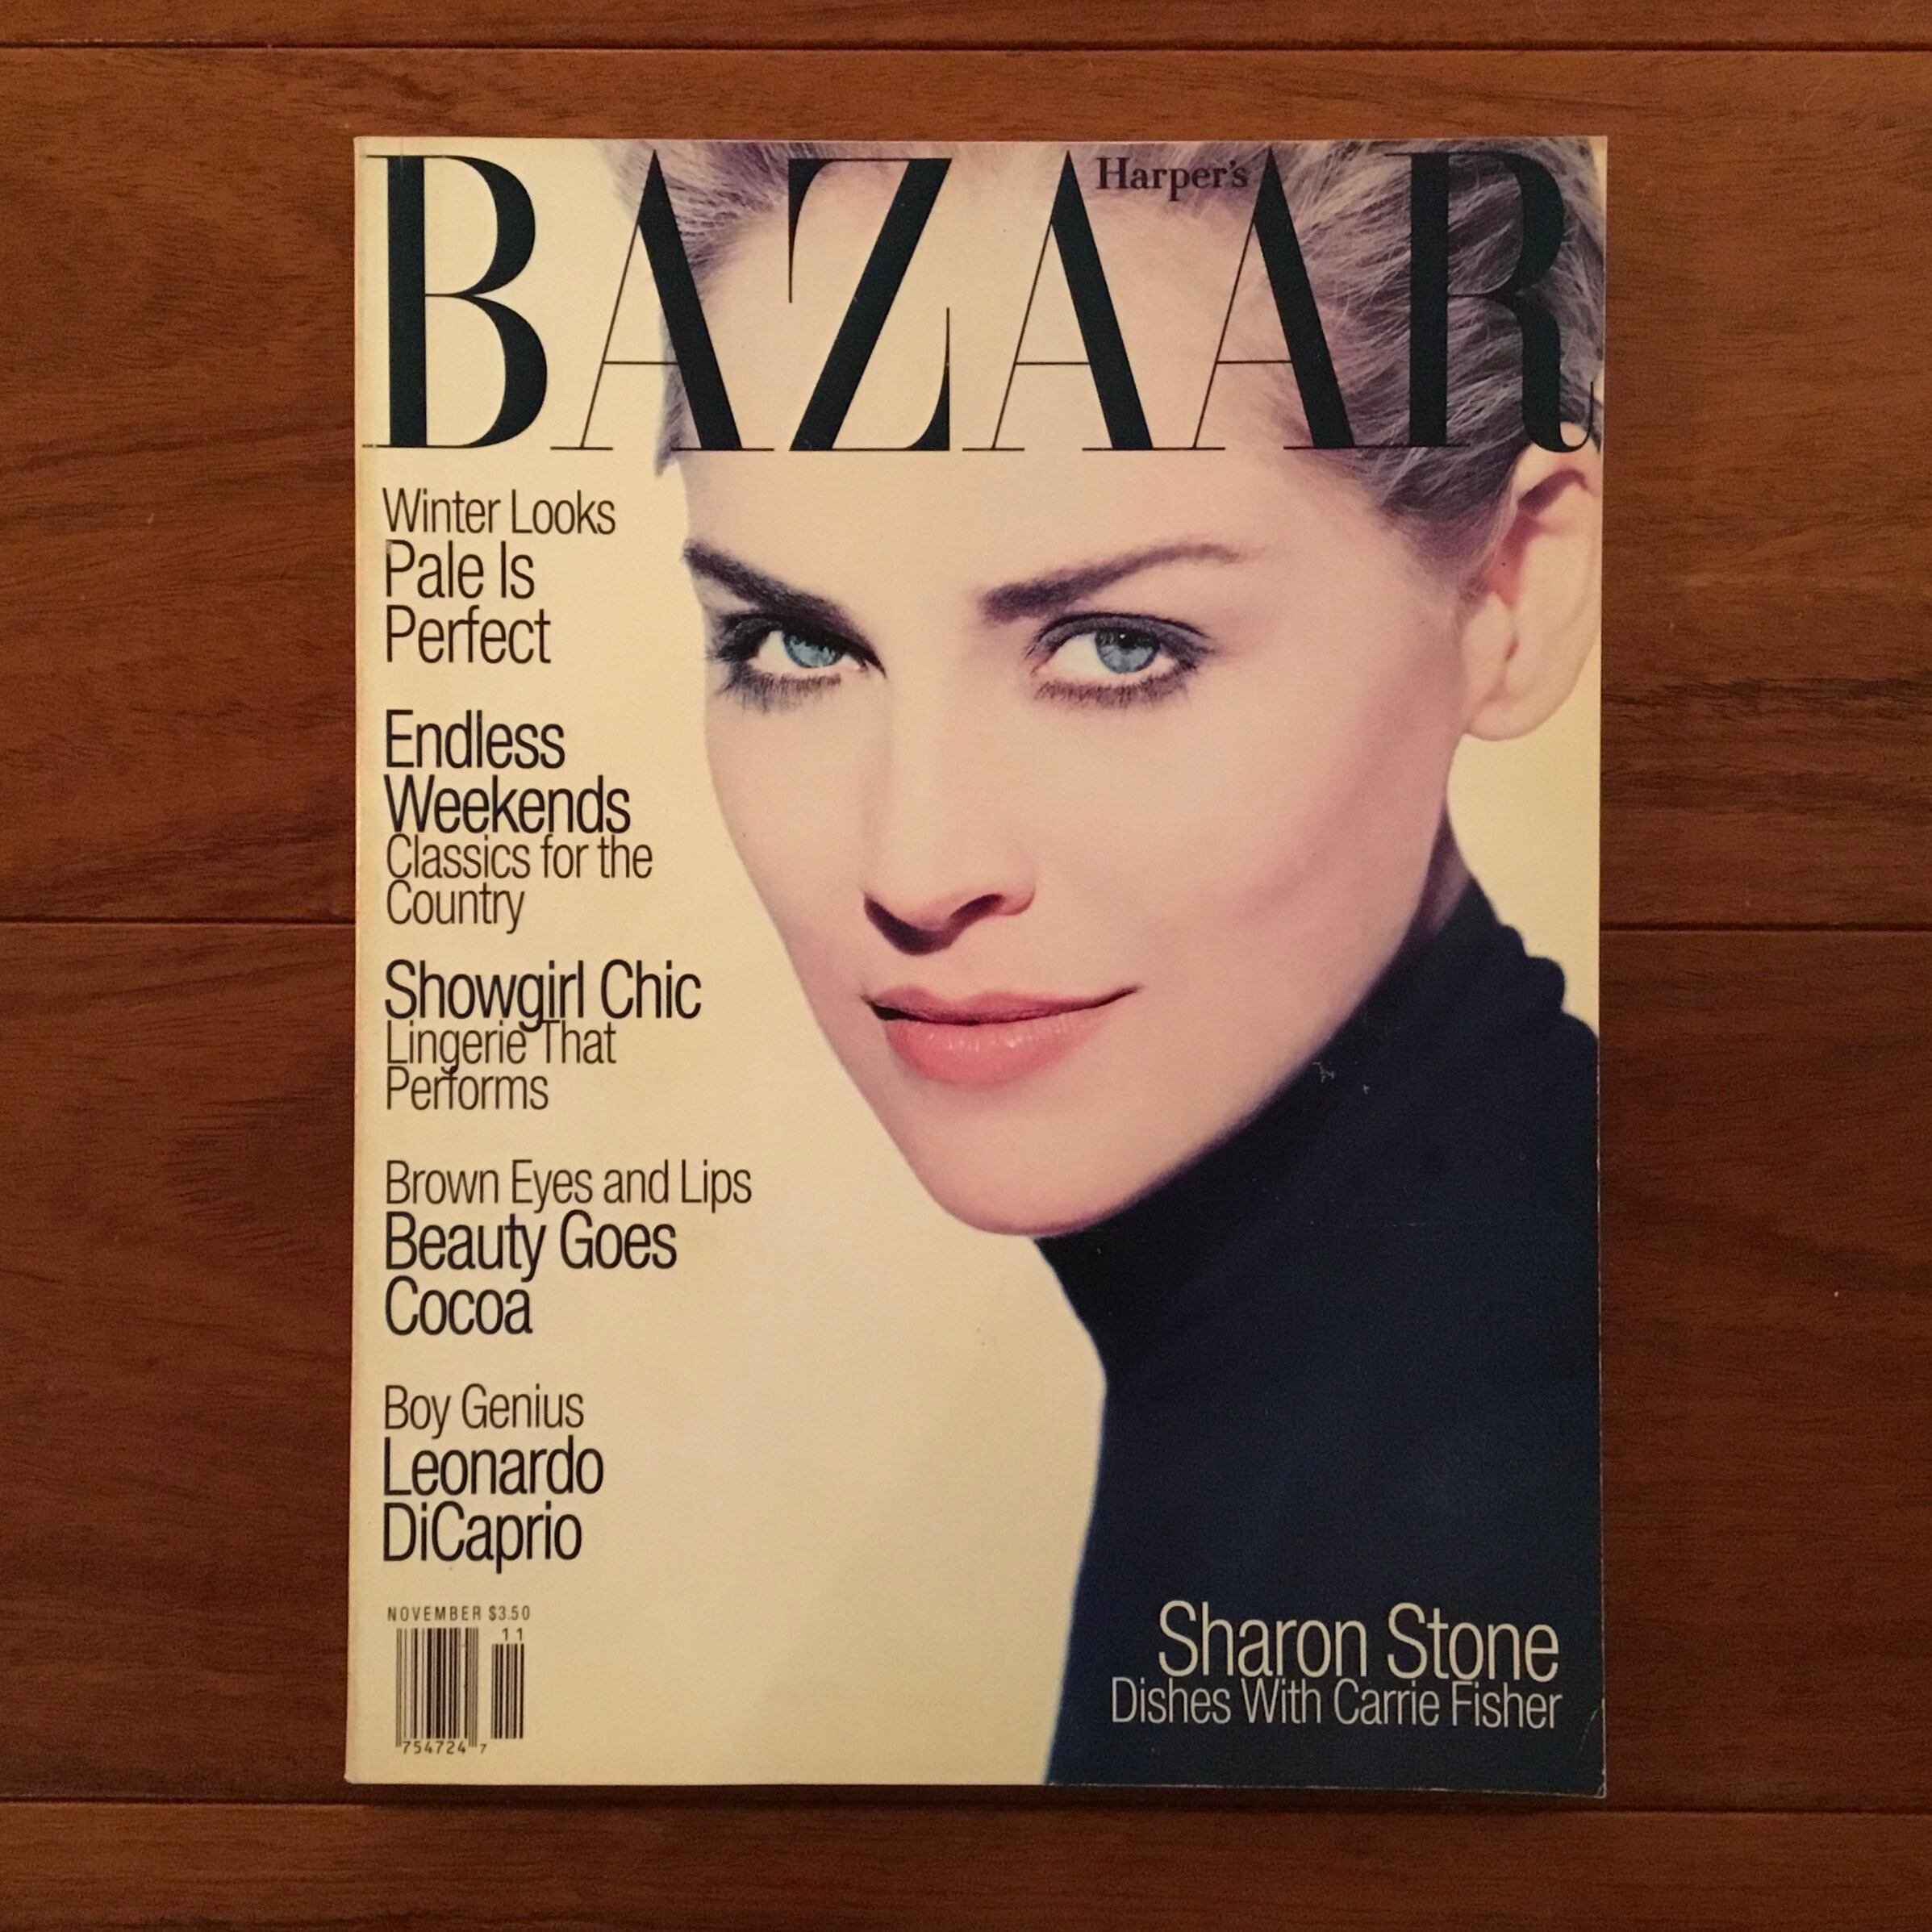 Harper's
BAZAAR
Winter Looks
Pale Is
Perfect
Endless
Weekends
Classics for the
Country
Showgirl Chic
Lingerie That
Performs
Brown Eyes and Lips
Beauty Goes
Cocoa
Boy Genius
Leonardo
DiCaprio
NOVEMBER $3.50
11
754724 7
Sharon Stone
Dishes With Carrie Fisher